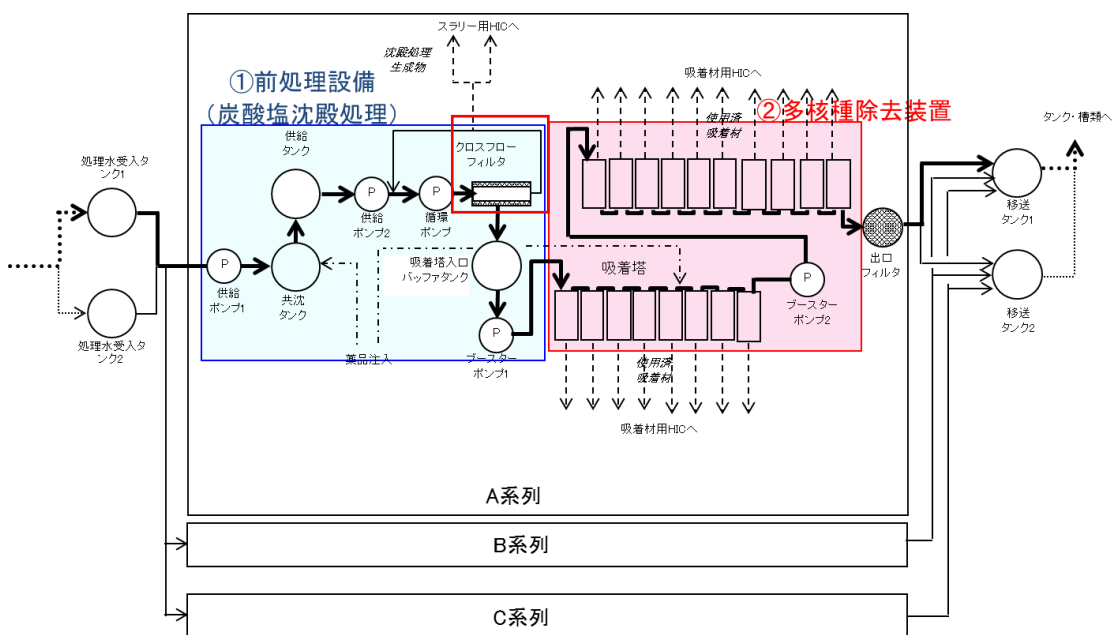 スラリー用HICへ
沈殿処理
生成物
①前処理設備
(炭酸塩沈殿処理)
吸着材用HICへ
②多核種除去装置
使用済
吸着材
タンク・槽類へ
処理水受入タ
ンク1
供給
タンク
クロスフロー
フィルタ
P
供給
ポンプ2
P
循環
ポンプ
移送
タンク1
P
供給
ポンプ1
共沈
タンク
吸着塔入口
バッファタンク
吸着塔
出口
フィルタ
P
ブースター
ポンプ2
処理水受入タ
ンク2
薬品注入
P
ブースター
ポンプ1
移送
タンク2
使用済
吸着材
吸着材用HICへ
A系列
B系列
C系列